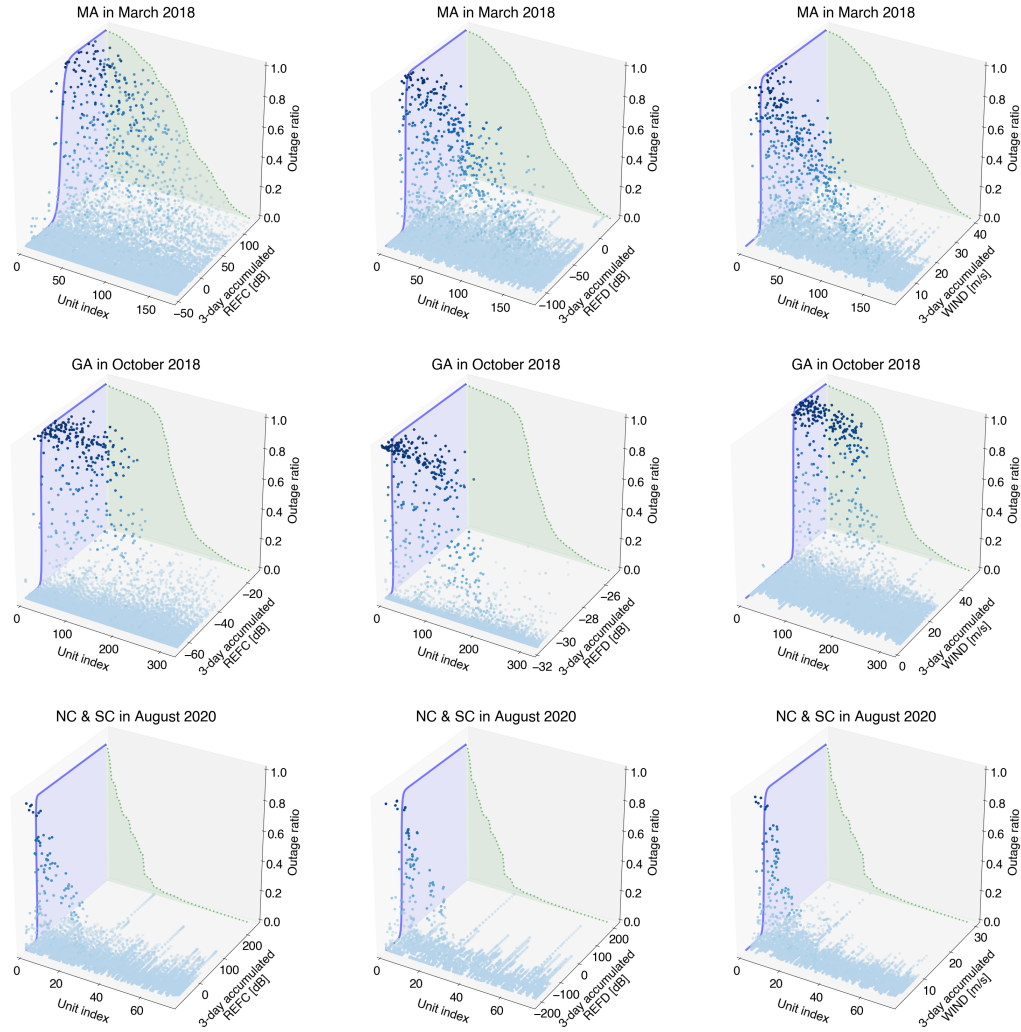 MA in March 2018
1.0
0.8
0.6
0.4
0.2
0.0
Outage ratio
0
50
100
150
Unit index
−50
0
50
100
3-day accumulated
REFC [dB]
MA in March 2018
1.0
0.8
0.6
0.4
0.2
0.0
Outage ratio
0
50
100
150
Unit index
−100
−50
0
3-day accumulated
REFD [dB]
MA in March 2018
1.0
0.8
0.6
0.4
0.2
0.0
Outage ratio
0
50
100
150
Unit index
10
20
30
40
3-day accumulated
WIND [m/s]
GA in October 2018
1.0
0.8
0.6
0.4
0.2
0.0
Outage ratio
0
100
200
300
Unit index
−60
−40
−20
3-day accumulated
REFC [dB]
GA in October 2018
1.0
0.8
0.6
0.4
0.2
0.0
Outage ratio
0
100
200
300
Unit index
−32
−30
−28
−26
3-day accumulated
REFD [dB]
GA in October 2018
1.0
0.8
0.6
0.4
0.2
0.0
Outage ratio
0
100
200
300
Unit index
0
20
40
3-day accumulated
WIND [m/s]
NC & SC in August 2020
1.0
0.8
0.6
0.4
0.2
0.0
Outage ratio
0
20
40
60
Unit index
0
100
200
3-day accumulated
REFC [dB]
NC & SC in August 2020
1.0
0.8
0.6
0.4
0.2
0.0
Outage ratio
0
20
40
60
Unit index
−200
−100
0
100
200
3-day accumulated
REFD [dB]
NC & SC in August 2020
1.0
0.8
0.6
0.4
0.2
0.0
Outage ratio
0
20
40
60
Unit index
10
20
30
3-day accumulated
WIND [m/s]